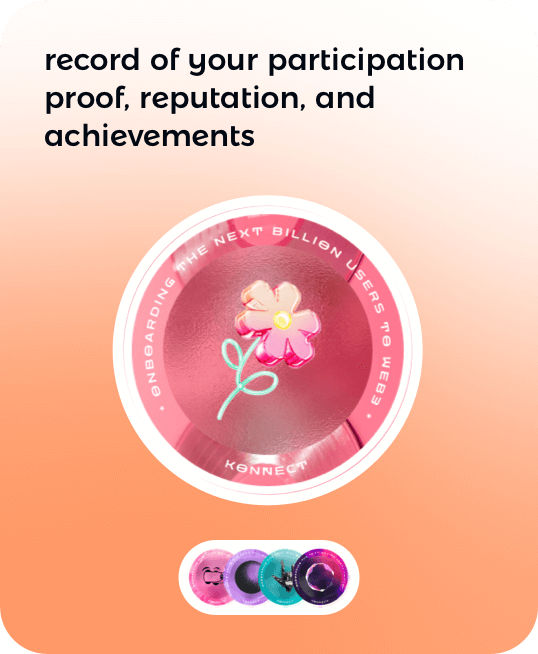 record of your participation
proof, reputation, and
achievements
ONBOARDING THE NEXT BILLION USERS TO WEB3
KONNECT